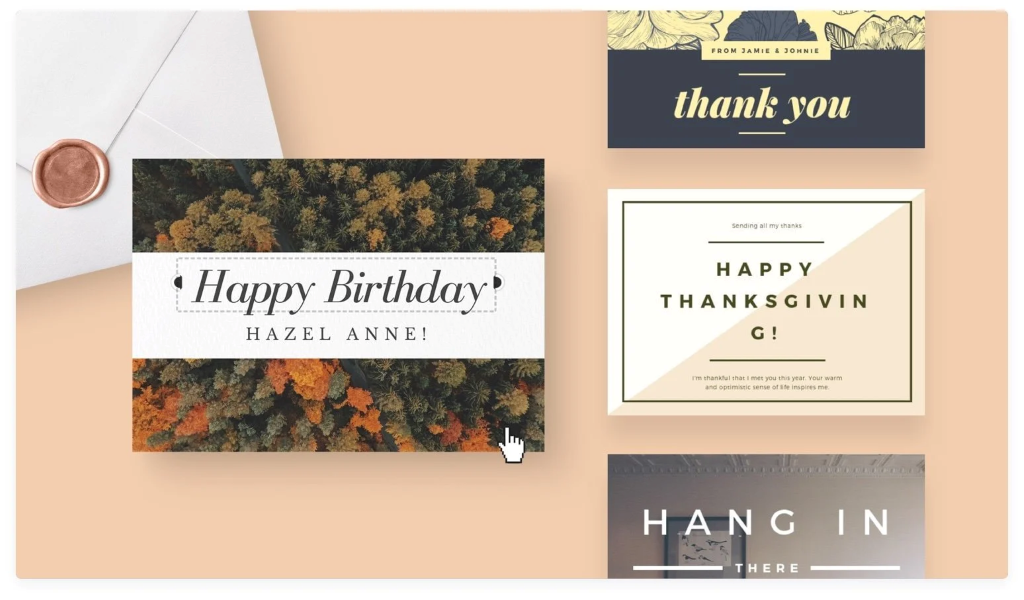 Happy Birthday
HAZEL ANNE!
FROM JAMIE & JOHNIE
thank you
Sending all my thanks
HAPPY
THANKSGIVIN
G!
I'm thankful that I met you this year. Your warm
and optimistic sense of life inspires me.
HANG IN
THERE